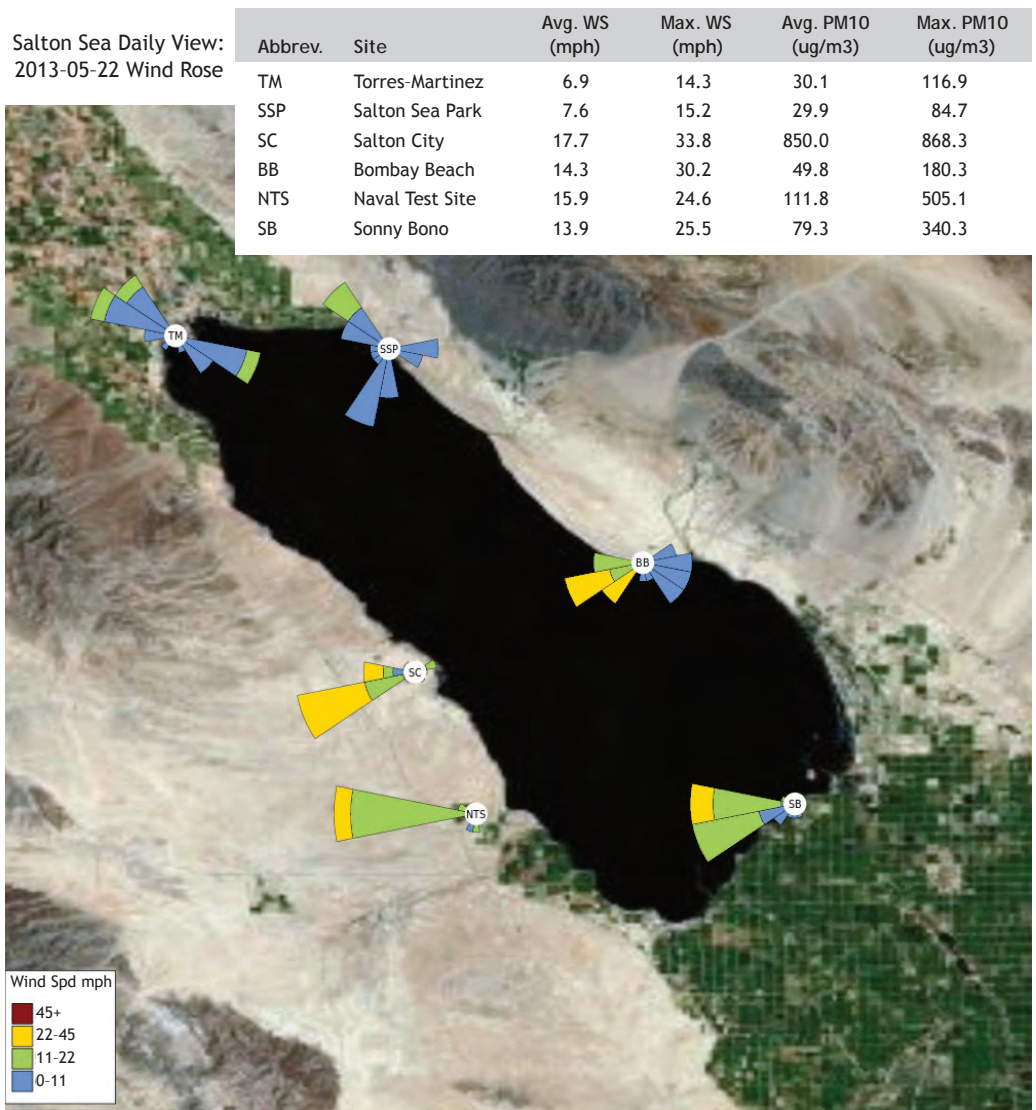 Salton Sea Daily View:
2013-05-22 Wind Rose
Abbrev. Site Avg. WS (mph) Max. WS (mph) Avg. PM10 (ug/m3) Max. PM10 (ug/m3)
TM Torres-Martinez 6.9 14.3 30.1 116.9
SSP Salton Sea Park 7.6 15.2 29.9 84.7
SC Salton City 17.7 33.8 850.0 868.3
BB Bombay Beach 14.3 30.2 49.8 180.3
NTS Naval Test Site 15.9 24.6 111.8 505.1
SB Sonny Bono 13.9 25.5 79.3 340.3
TM
SSP
BB
SC
SB
NTS
Wind Spd mph
45+
22-45
11-22
0-11